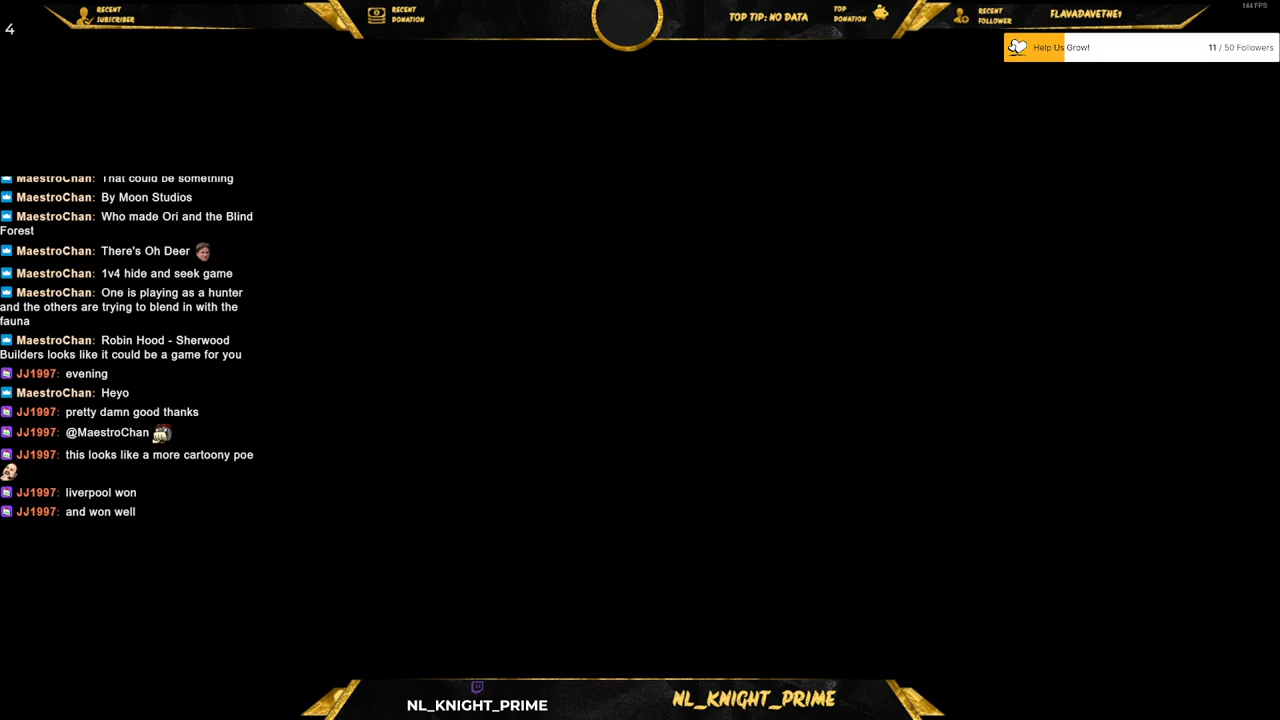 RECENT
SUBSCRIBER
RECENT
DONATION
TOP TIP: NO DATA
TOP
DONATION
RECENT
FOLLOWER
FLAVADAVETHE1
144 FPS
4
Help Us Grow!
11 / 50 Followers
MaestroChan: That could be something
MaestroChan: By Moon Studios
MaestroChan: Who made Ori and the Blind
Forest
MaestroChan: There's Oh Deer
MaestroChan: 1v4 hide and seek game
MaestroChan: One is playing as a hunter
and the others are trying to blend in with the
fauna
MaestroChan: Robin Hood - Sherwood
Builders looks like it could be a game for you
JJ1997: evening
MaestroChan: Heyo
JJ1997: pretty damn good thanks
JJ1997: @MaestroChan
JJ1997: this looks like a more cartoony poe
JJ1997: liverpool won
JJ1997: and won well
NL_KNIGHT_PRIME
NL_KNIGHT_PRIME